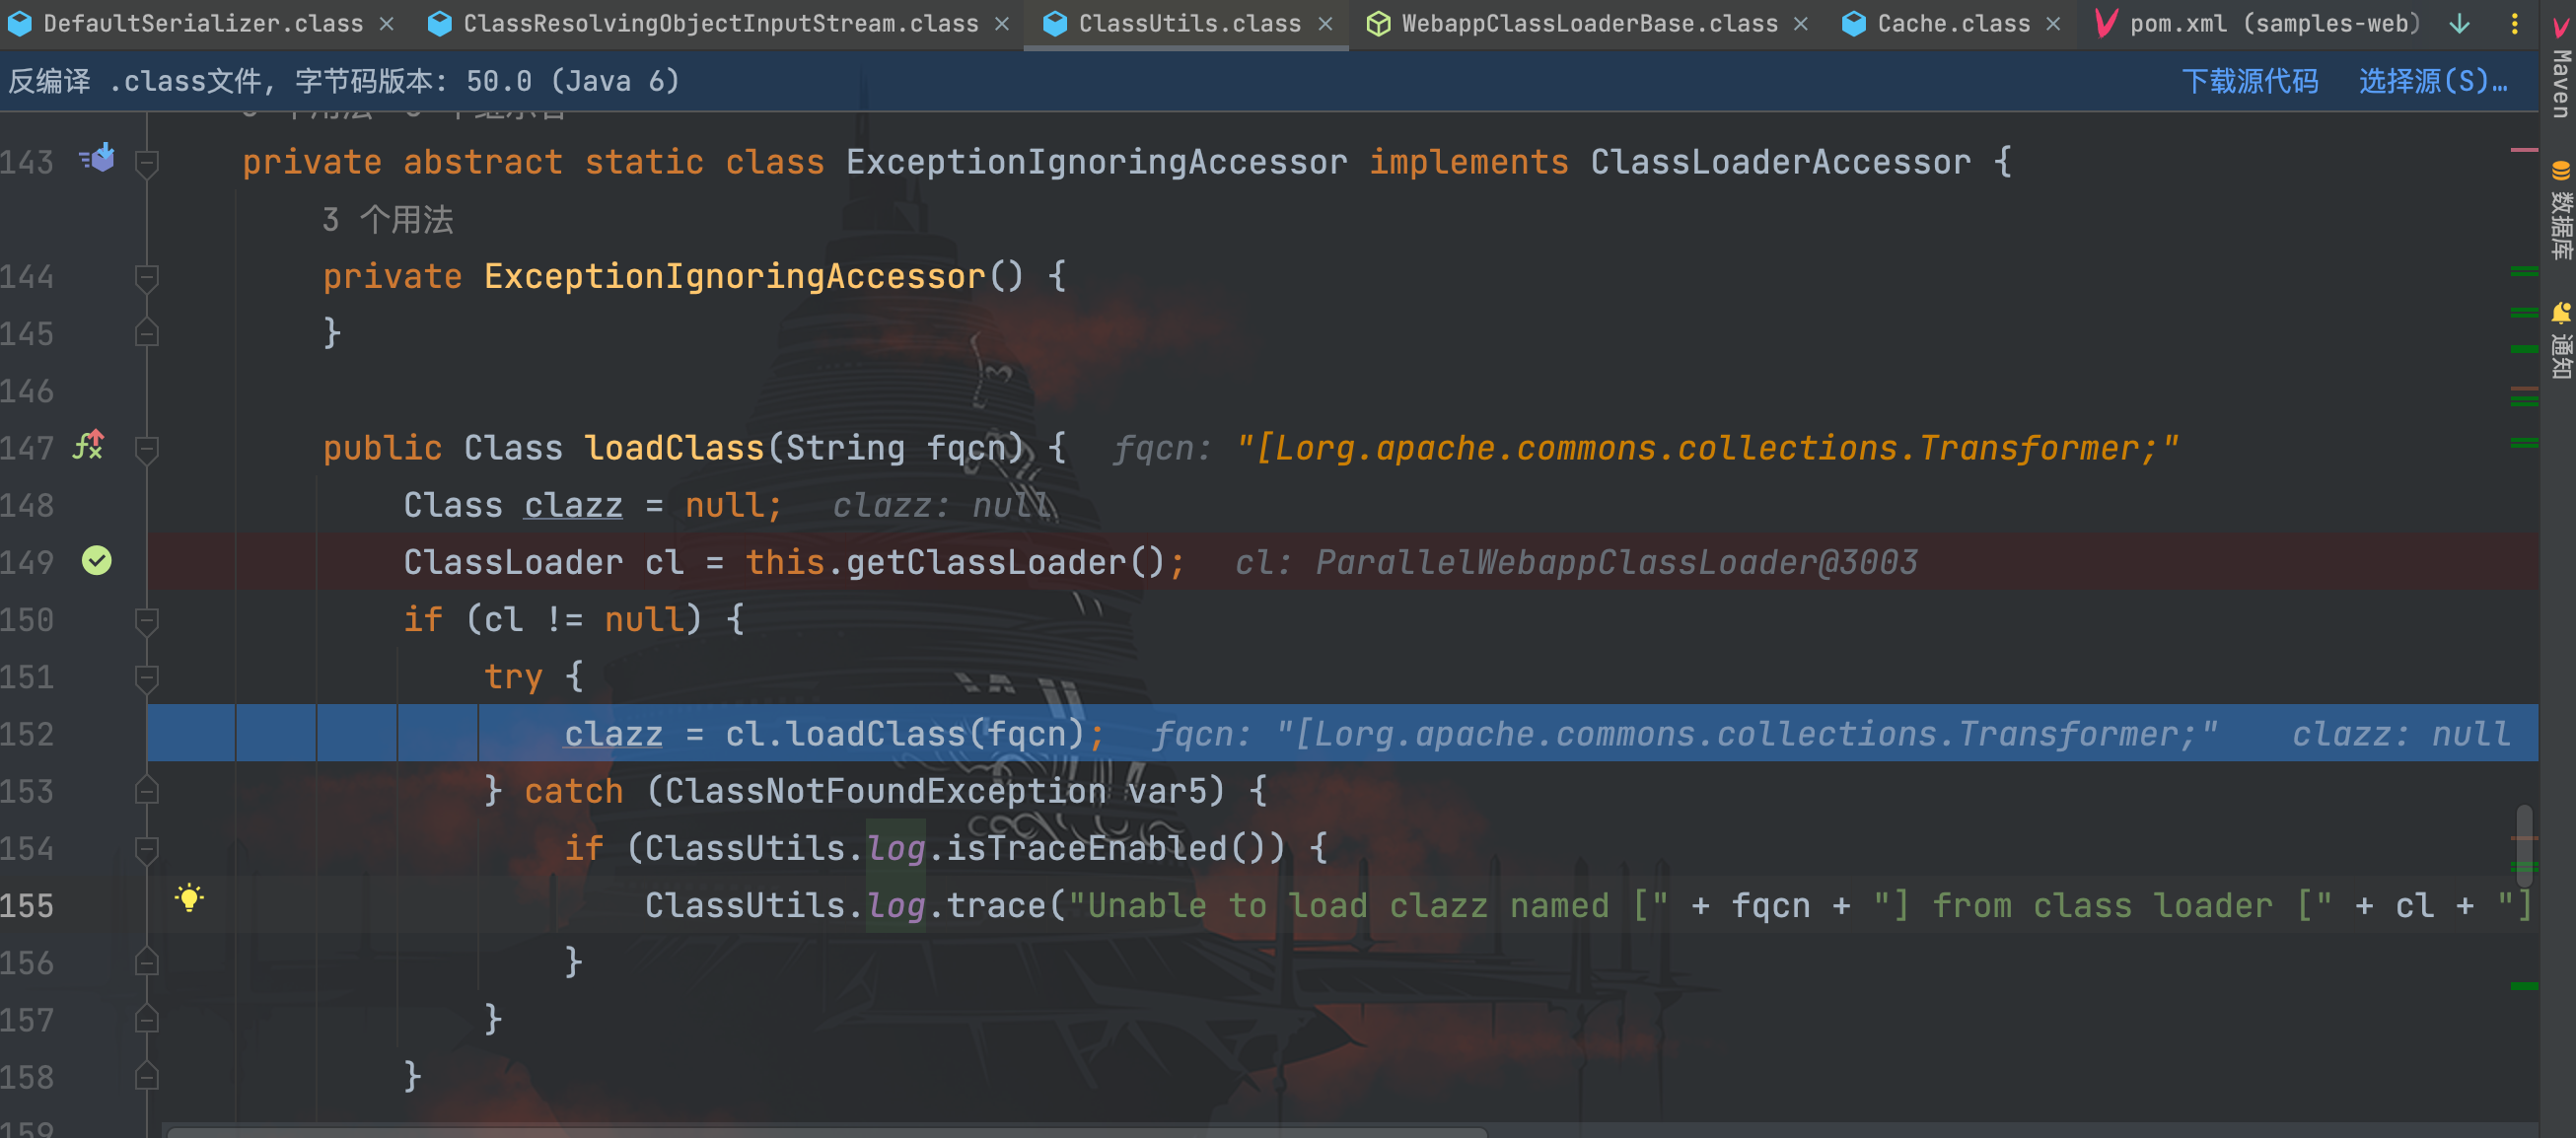 DefaultSerializer.class × ClassResolvingObjectInputStream.class × ClassUtils.class × WebappClassLoaderBase.class × Cache.class × pom.xml (samples-web)
反编译 .class文件, 字节码版本: 50.0 (Java 6) 下载源代码 选择源(S)…
143 private abstract static class ExceptionIgnoringAccessor implements ClassLoaderAccessor {
3 个用法
144 private ExceptionIgnoringAccessor() {
145 }
146
147 public Class loadClass(String fqcn) { fqcn: "[Lorg.apache.commons.collections.Transformer;"
148 Class clazz = null; clazz: null
149 ClassLoader cl = this.getClassLoader(); cl: ParallelWebappClassLoader@3003
150 if (cl != null) {
151 try {
152 clazz = cl.loadClass(fqcn); fqcn: "[Lorg.apache.commons.collections.Transformer;" clazz: null
153 } catch (ClassNotFoundException var5) {
154 if (ClassUtils.log.isTraceEnabled()) {
155 ClassUtils.log.trace("Unable to load clazz named [" + fqcn + "] from class loader [" + cl + "]
156 }
157 }
158 }
159
Maven
数据库
通知